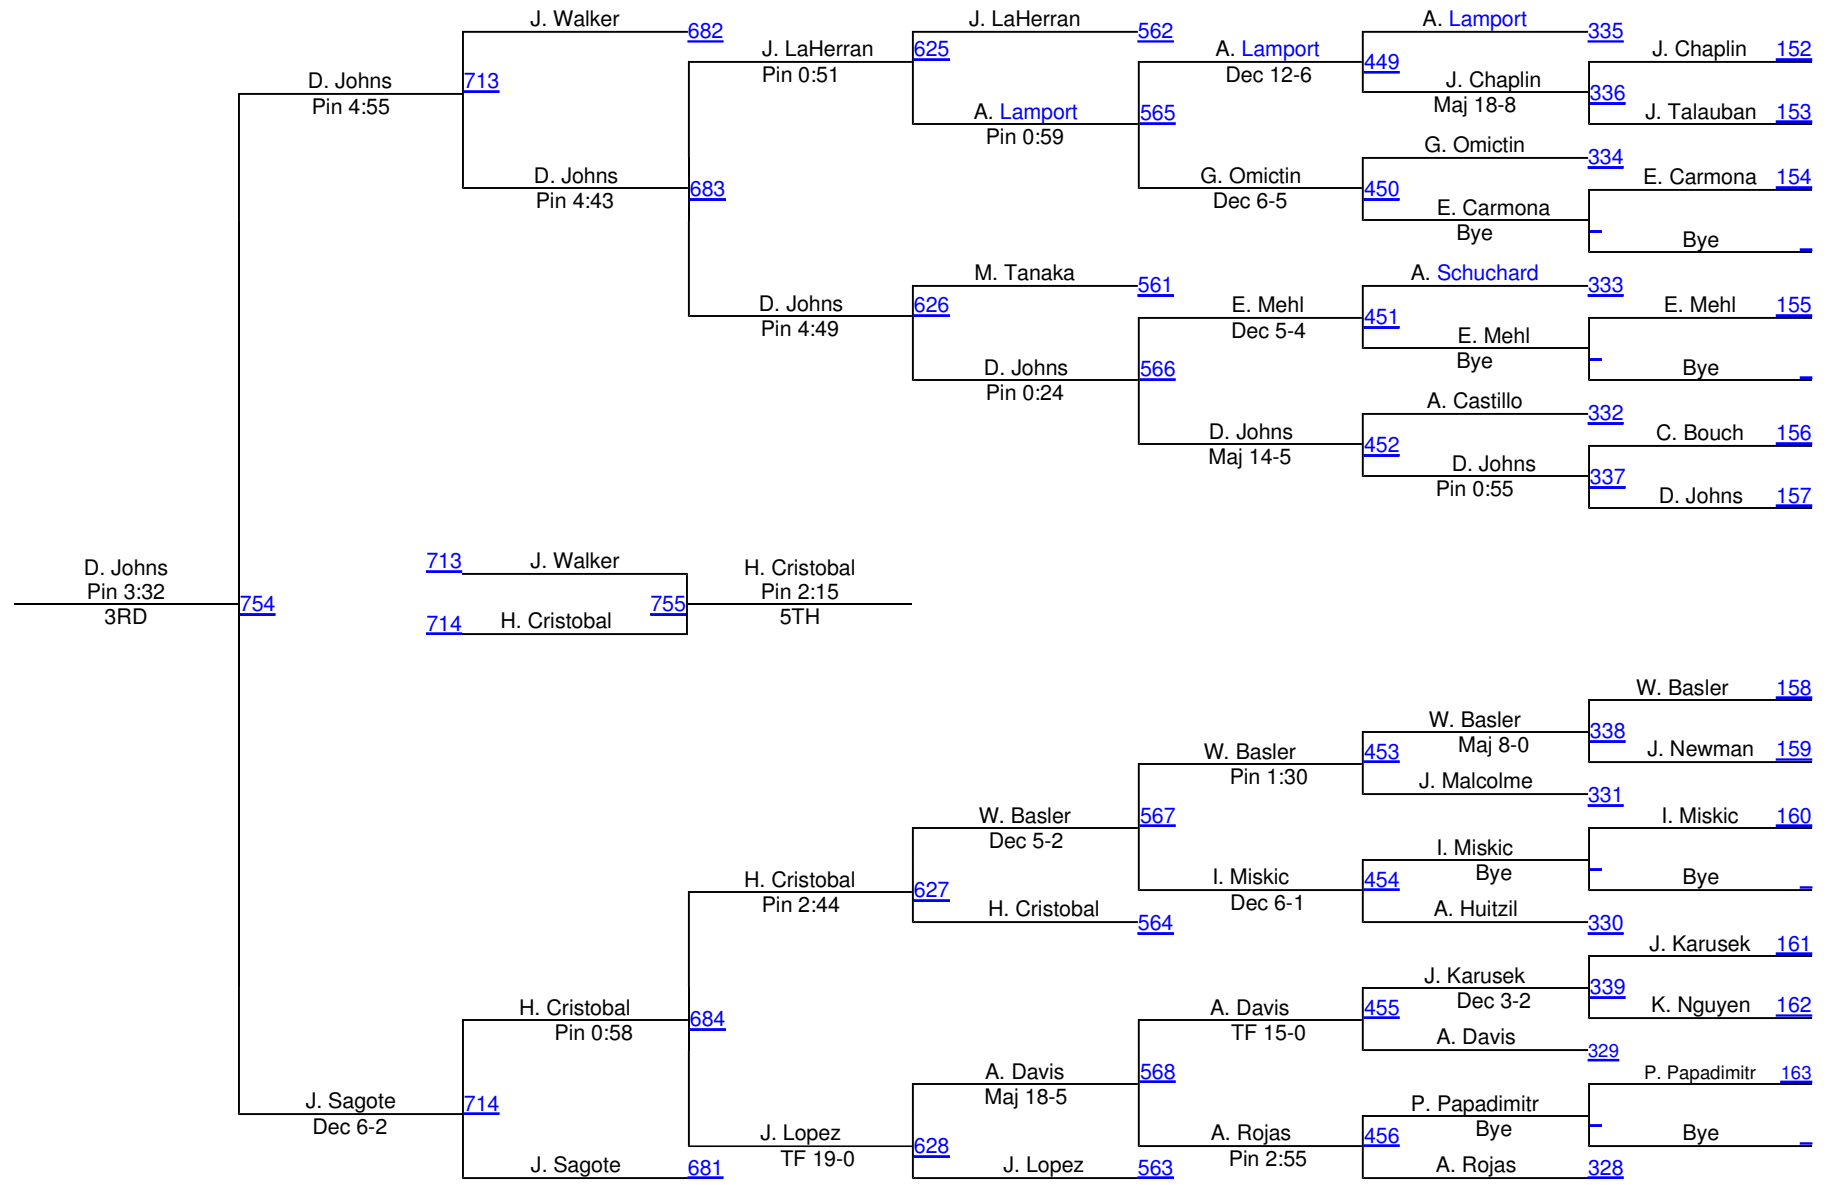 J. Walker
682
J. LaHerran
562
A. Lamport
335
J. Chaplin 152
J. LaHerran
Pin 0:51
625
A. Lamport
Dec 12-6
449
J. Chaplin
Maj 18-8
336
J. Talauban 153
D. Johns
Pin 4:55
713
A. Lamport
Pin 0:59
565
G. Omictin
334
E. Carmona 154
D. Johns
Pin 4:43
683
G. Omictin
Dec 6-5
450
E. Carmona
Bye
Bye
M. Tanaka
561
A. Schuchard
333
E. Mehl 155
D. Johns
Pin 4:49
626
E. Mehl
Dec 5-4
451
E. Mehl
Bye
Bye
D. Johns
Pin 0:24
566
A. Castillo
332
C. Bouch 156
D. Johns
Maj 14-5
452
D. Johns
Pin 0:55
337
D. Johns 157
D. Johns
Pin 3:32
3RD
754
713
J. Walker
714
H. Cristobal
755
H. Cristobal
Pin 2:15
5TH
W. Basler 158
W. Basler
Maj 8-0
338
J. Newman 159
W. Basler
Pin 1:30
453
J. Malcolme
331
I. Miskic 160
W. Basler
Dec 5-2
567
I. Miskic
Bye
Bye
H. Cristobal
Pin 2:44
627
I. Miskic
Dec 6-1
454
H. Cristobal
564
A. Huitzil
330
J. Karusek 161
J. Karusek
Dec 3-2
339
K. Nguyen 162
H. Cristobal
Pin 0:58
684
A. Davis
TF 15-0
455
A. Davis
329
A. Davis
Maj 18-5
568
P. Papadimitr 163
J. Sagote
Dec 6-2
714
P. Papadimitr
Bye
Bye
J. Lopez
TF 19-0
628
A. Rojas
Pin 2:55
456
J. Sagote
681
J. Lopez
563
A. Rojas
328